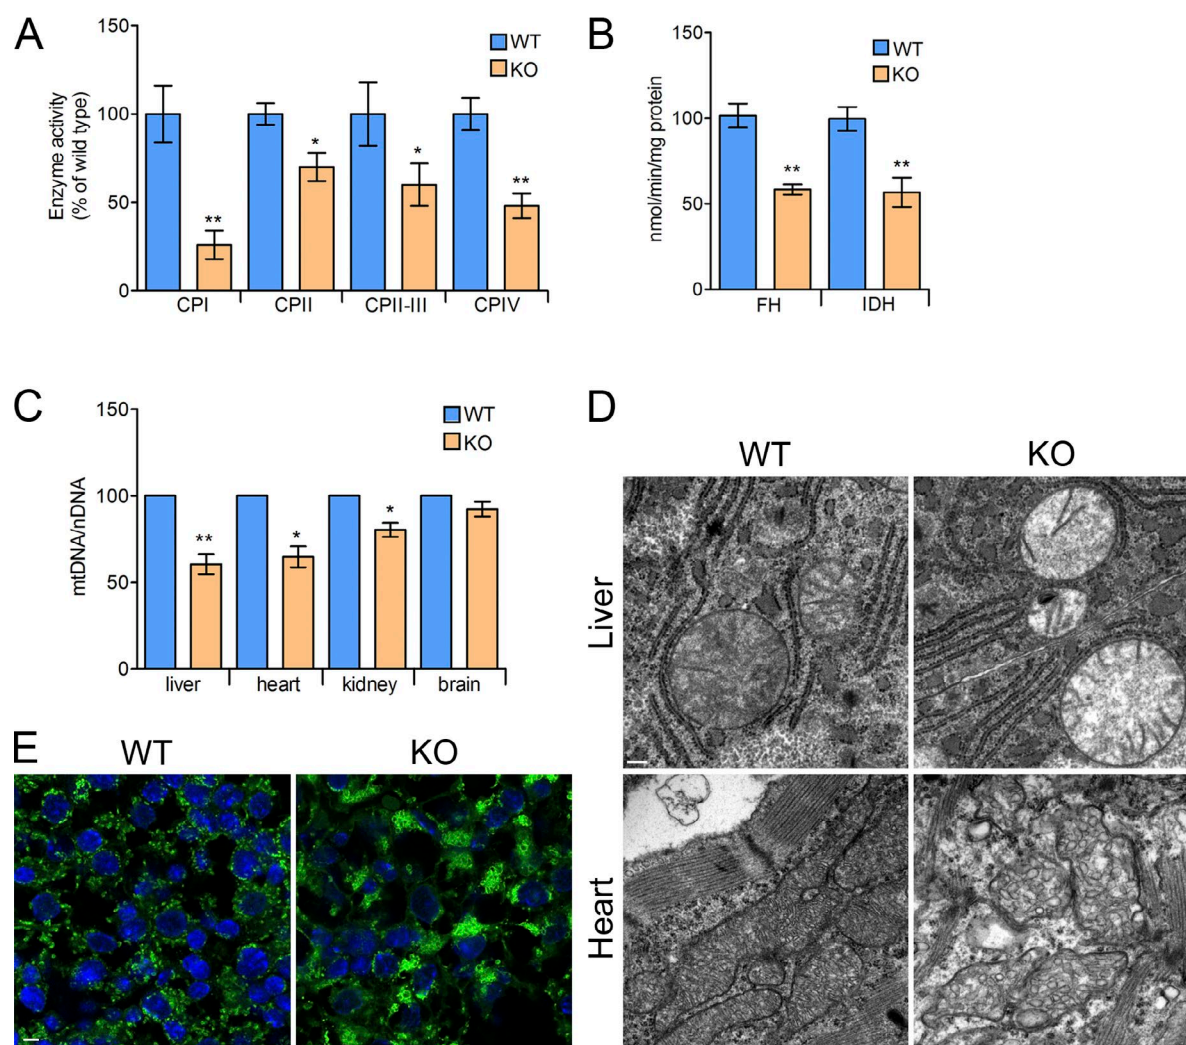 A
150
100
50
0
Enzyme activity
(% of wild type)
WT
KO
**
*
*
**
CPI
CPII
CPII-III
CPIV
B
150
100
50
0
nmol/min/mg protein
WT
KO
**
**
FH
IDH
C
150
100
50
0
mtDNA/nDNA
WT
KO
**
*
*
liver
heart
kidney
brain
D
WT
KO
Liver
Heart
E
WT
KO